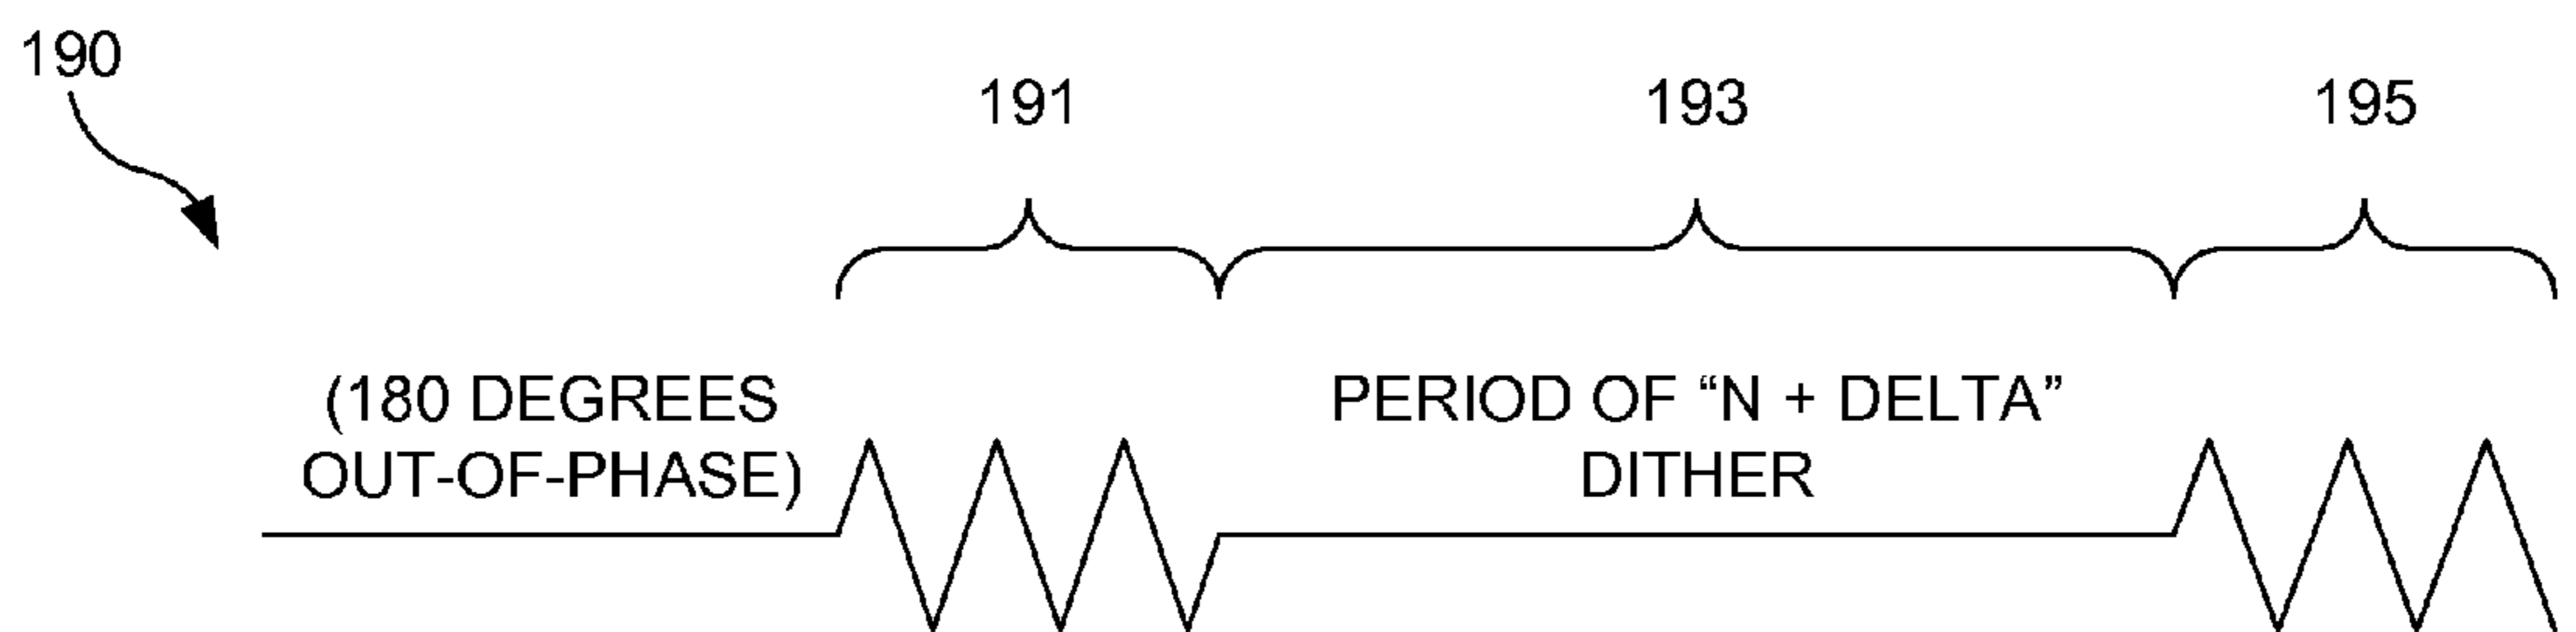 190
191
193
195
(180 DEGREES
OUT-OF-PHASE)
PERIOD OF “N + DELTA”
DITHER